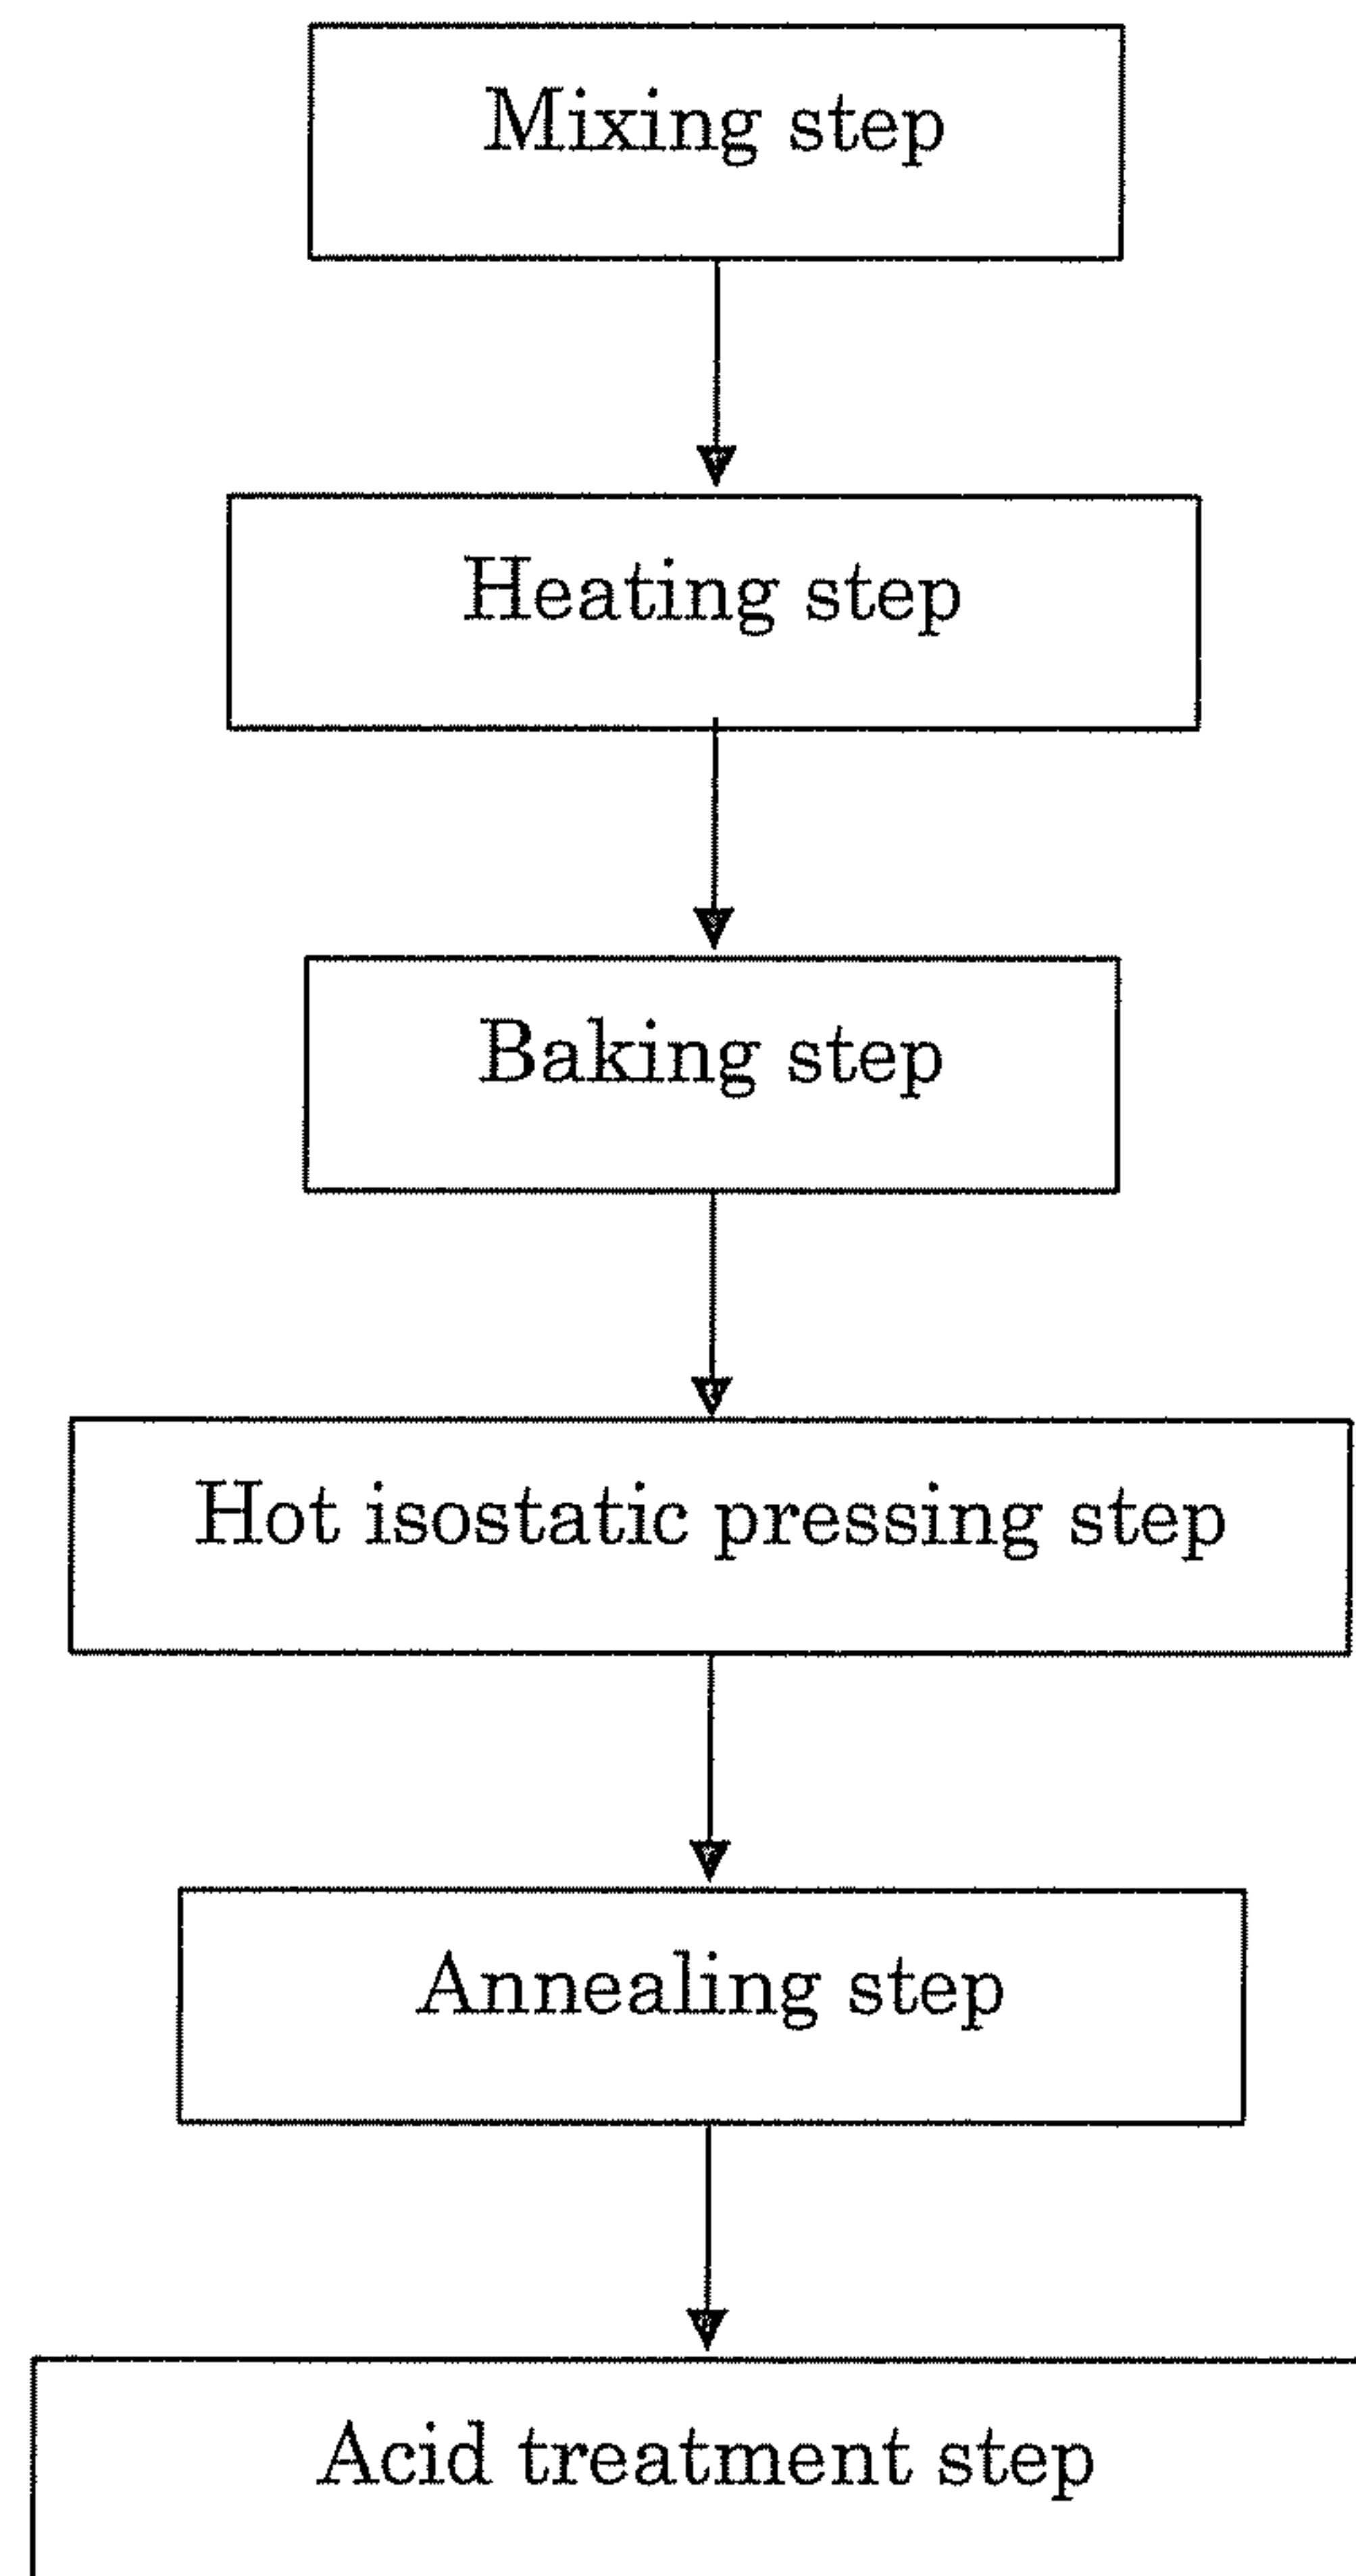 Mixing step
Heating step
Baking step
Hot isostatic pressing step
Annealing step
Acid treatment step